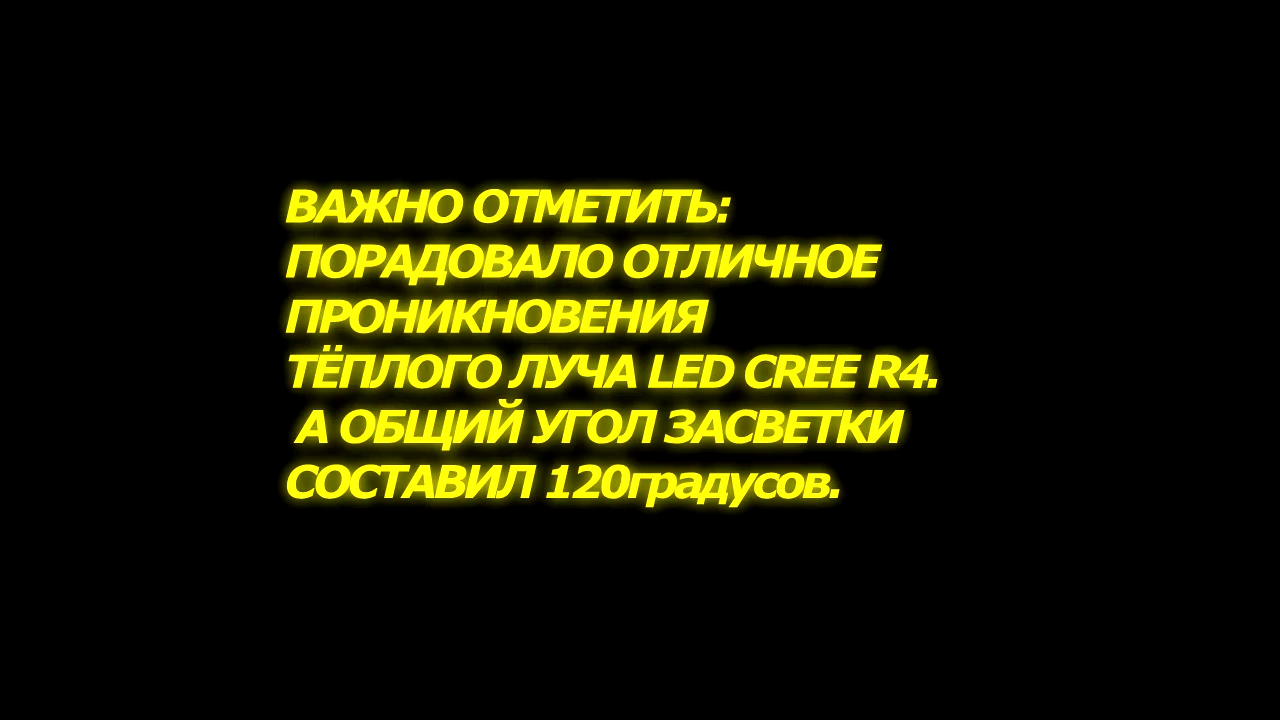 ВАЖНО ОТМЕТИТЬ:
ПОРАДОВАЛО ОТЛИЧНОЕ
ПРОНИКНОВЕНИЯ
ТЁПЛОГО ЛУЧА LED CREE R4.
А ОБЩИЙ УГОЛ ЗАСВЕТКИ
СОСТАВИЛ 120градусов.